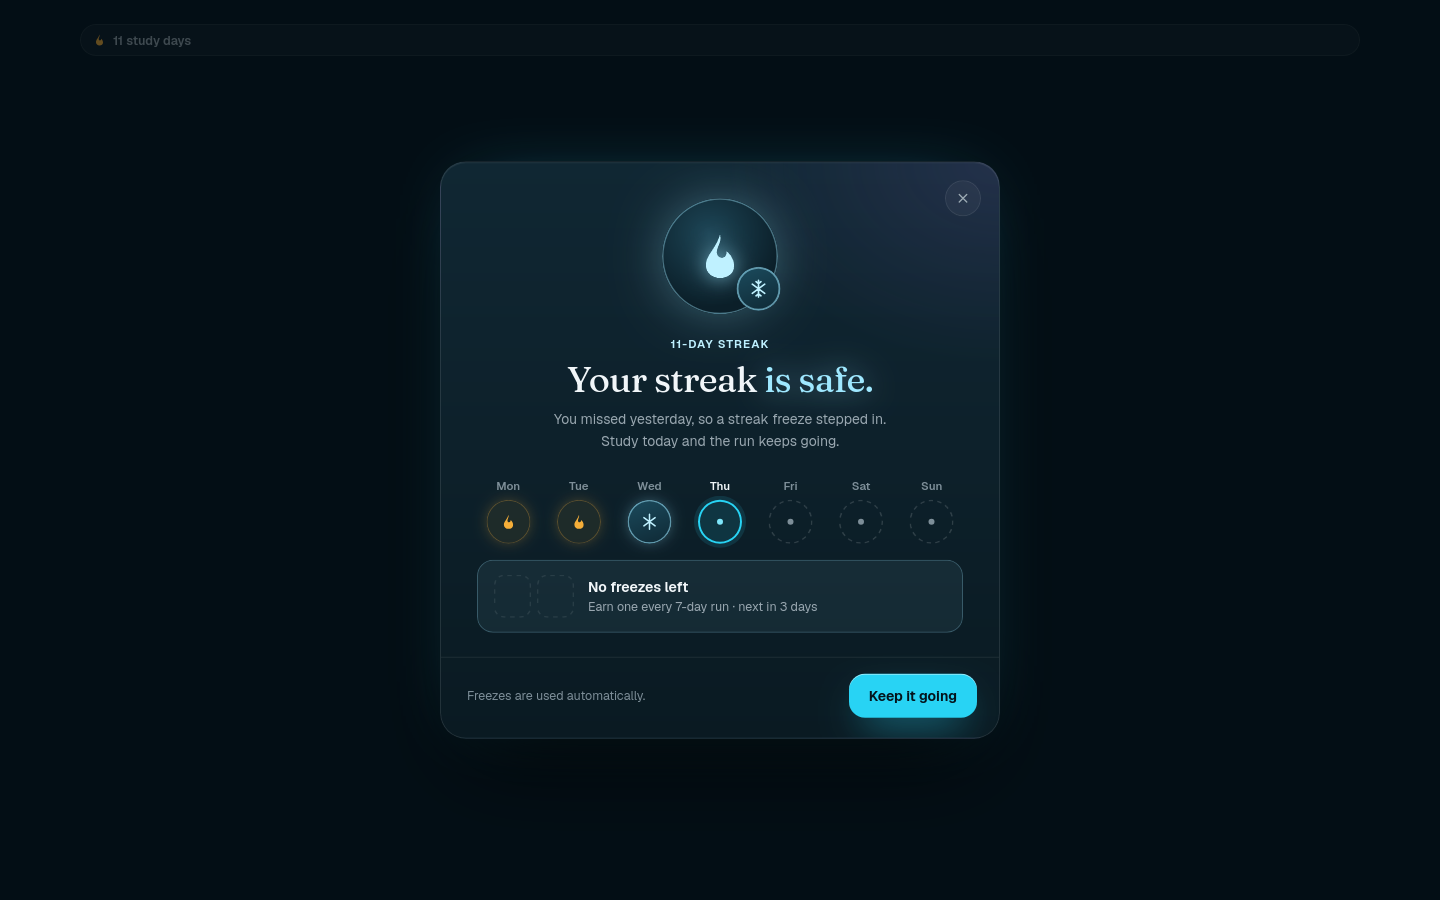 11 study days
11-DAY STREAK
Your streak is safe.
You missed yesterday, so a streak freeze stepped in.
Study today and the run keeps going.
Mon Tue Wed Thu Fri Sat Sun
No freezes left
Earn one every 7-day run · next in 3 days
Freezes are used automatically.
Keep it going